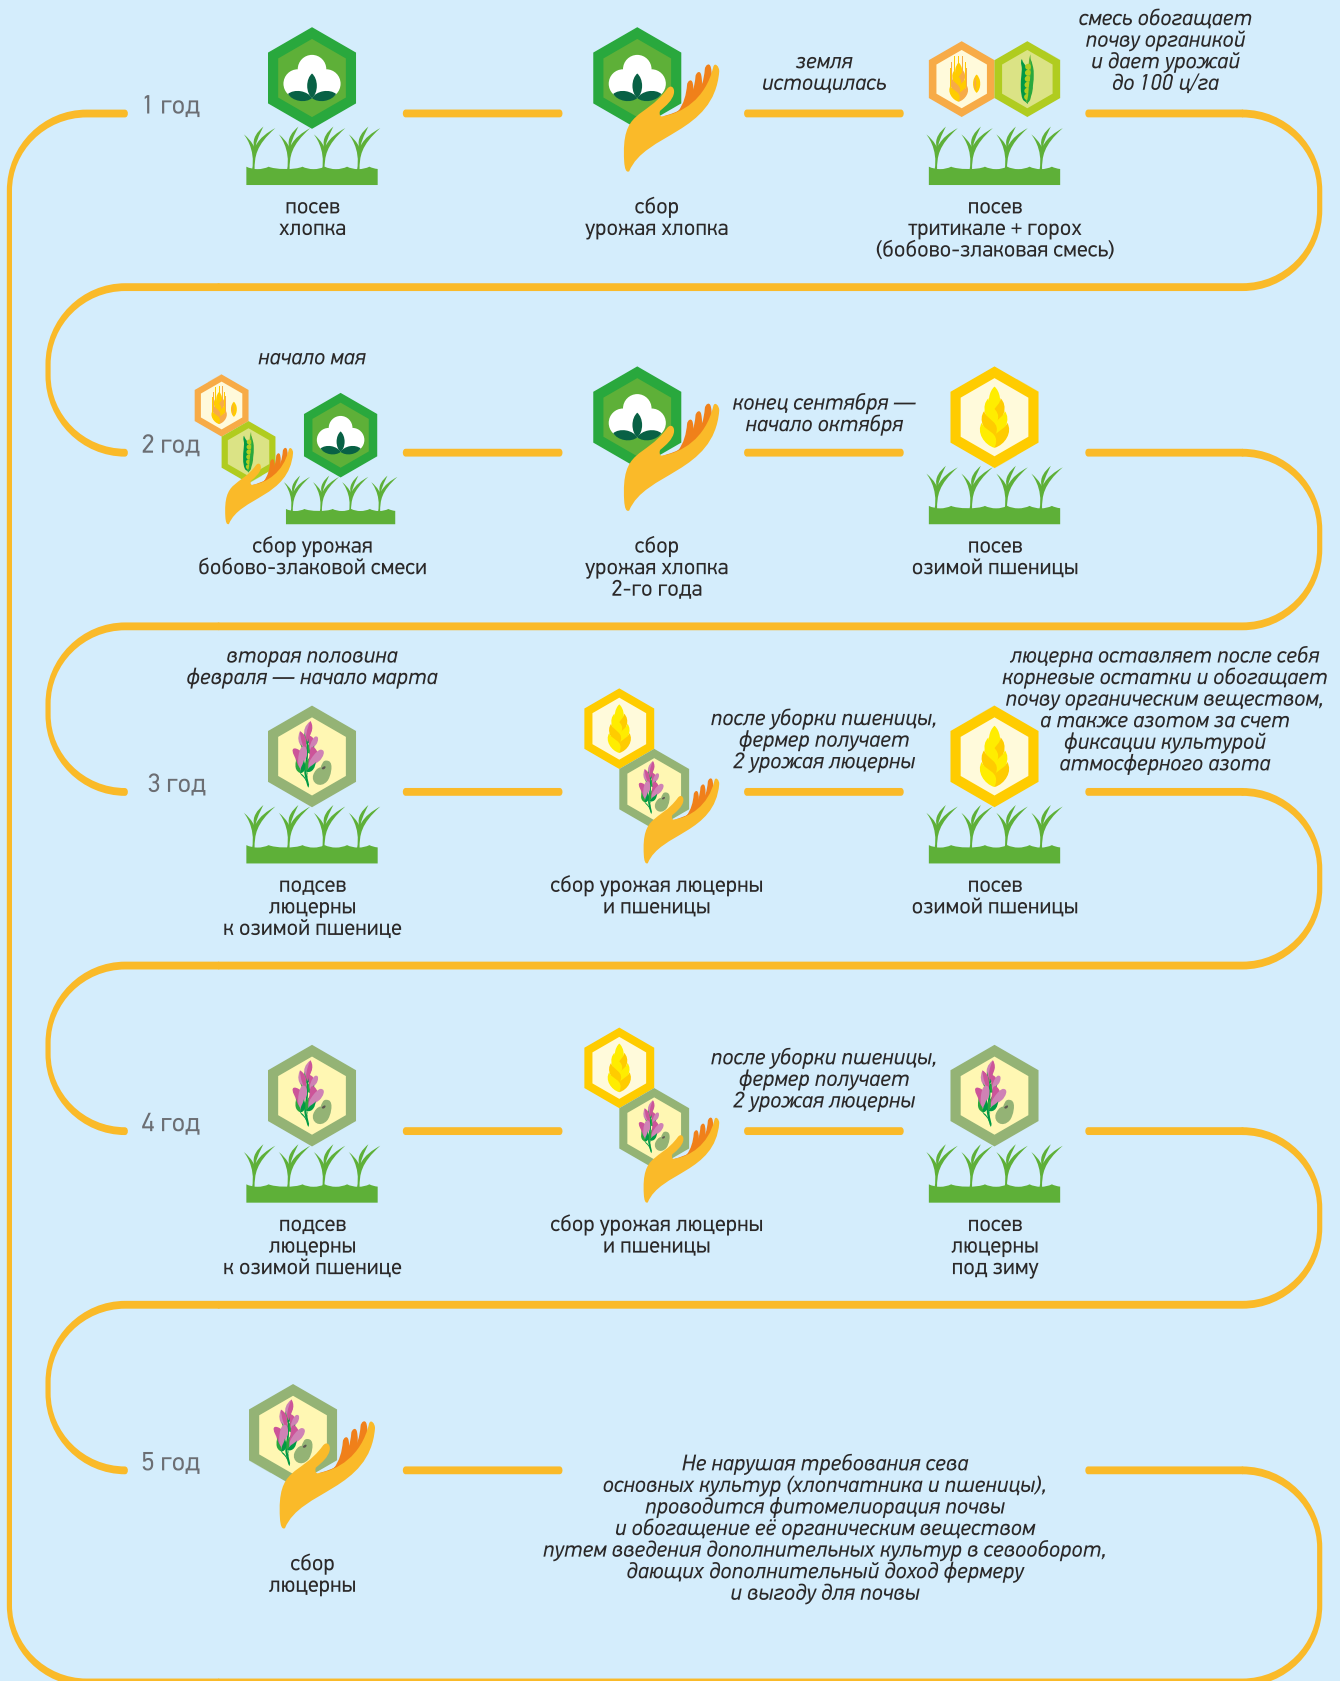 1 год
посев
хлопка
сбор
урожая хлопка
земля
истощилась
посев
тритикале + горох
(бобово-злаковая смесь)
смесь обогащает
почву органикой
и дает урожай
до 100 ц/га
2 год
начало мая
сбор урожая
бобово-злаковой смеси
сбор
урожая хлопка
2-го года
конец сентября —
начало октября
посев
озимой пшеницы
3 год
вторая половина
февраля — начало марта
подсев
люцерны
к озимой пшенице
сбор урожая люцерны
и пшеницы
после уборки пшеницы,
фермер получает
2 урожая люцерны
посев
озимой пшеницы
люцерна оставляет после себя
корневые остатки и обогащает
почву органическим веществом,
а также азотом за счет
фиксации культурой
атмосферного азота
4 год
подсев
люцерны
к озимой пшенице
сбор урожая люцерны
и пшеницы
после уборки пшеницы,
фермер получает
2 урожая люцерны
посев
люцерны
под зиму
5 год
сбор
люцерны
Не нарушая требования сева
основных культур (хлопчатника и пшеницы),
проводится фитомелиорация почвы
и обогащение её органическим веществом
путем введения дополнительных культур в севооборот,
дающих дополнительный доход фермеру
и выгоду для почвы